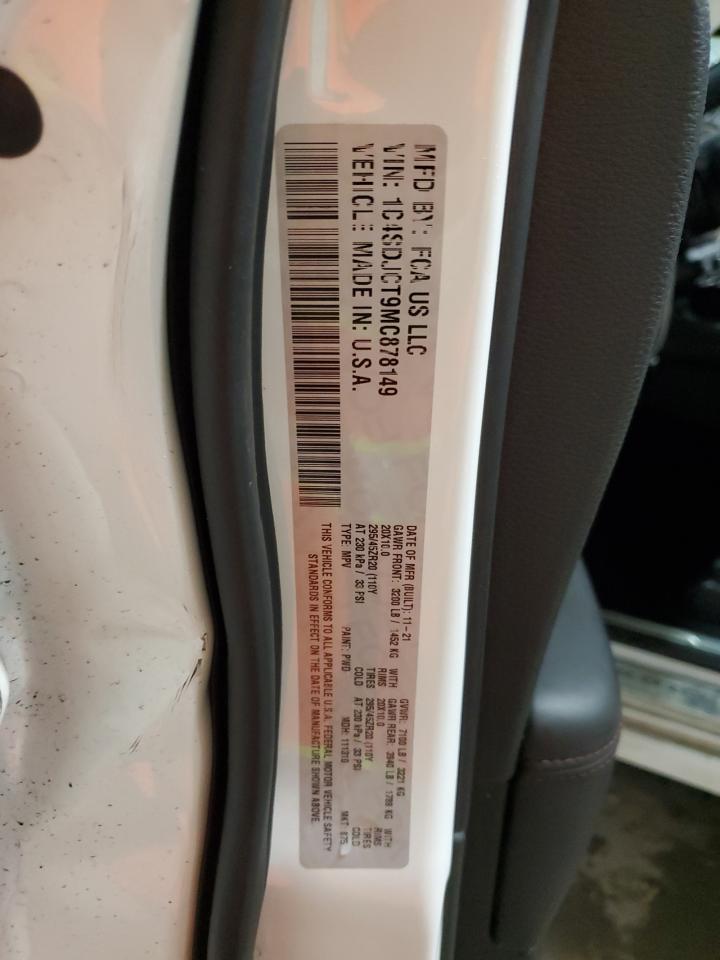 MFD BY: FCA US LLC
VIN: 1C4SDJCT9MC878149
VEHICLE MADE IN: U.S.A.
DATE OF MFR (BUILT): 11-21 GVWR: 7100 LB / 3221 KG
GAWR FRONT: 3200 LB / 1452 KG WITH GAWR REAR: 3940 LB / 1788 KG WITH
20X10.0 RIMS 20X10.0 RIMS
295/45ZR20 (110Y TIRES 295/45ZR20 (110Y TIRES
AT 230 kPa / 33 PSI COLD AT 230 kPa / 33 PSI COLD
TYPE: MPV PAINT: PWD MDH: 111019 MKT: 875
THIS VEHICLE CONFORMS TO ALL APPLICABLE U.S.A. FEDERAL MOTOR VEHICLE SAFETY
STANDARDS IN EFFECT ON THE DATE OF MANUFACTURE SHOWN ABOVE.